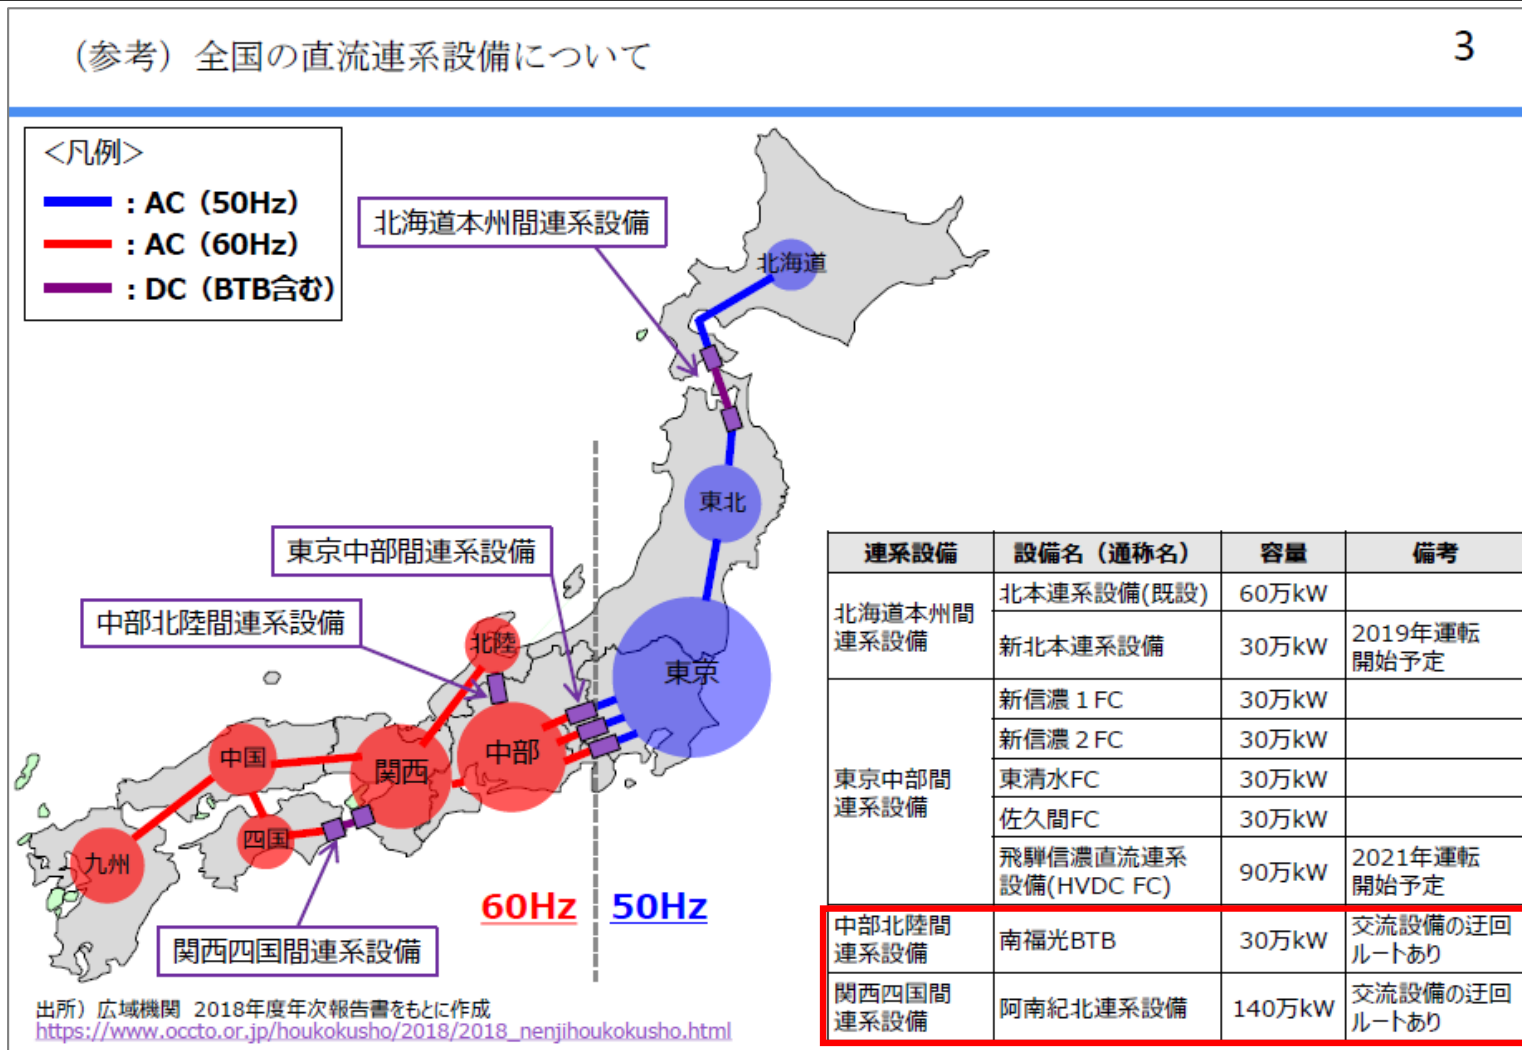 （参考）全国の直流連系設備について
3
＜凡例＞
：AC（50Hz）
：AC（60Hz）
：DC（BTB含む）
北海道本州間連系設備
北海道
東北
東京中部間連系設備
中部北陸間連系設備
北陸
東京
中部
中国
関西
四国
九州
60Hz
50Hz
関西四国間連系設備
出所）広域機関 2018年度年次報告書をもとに作成
https://www.occto.or.jp/houkokusho/2018/2018_nenjihoukokusho.html
連系設備 設備名（通称名） 容量 備考
北海道本州間
連系設備
北本連系設備(既設) 60万kW
新北本連系設備 30万kW 2019年運転
開始予定
東京中部間
連系設備
新信濃１FC 30万kW
新信濃２FC 30万kW
東清水FC 30万kW
佐久間FC 30万kW
飛騨信濃直流連系
設備(HVDC FC)
90万kW
2021年運転
開始予定
中部北陸間
連系設備
南福光BTB 30万kW
交流設備の迂回
ルートあり
関西四国間
連系設備
阿南紀北連系設備 140万kW
交流設備の迂回
ルートあり